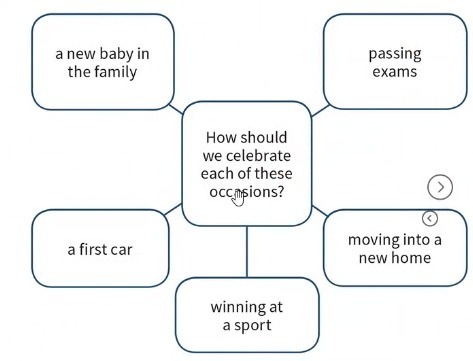 a new baby in
the family
passing
exams
How should
we celebrate
each of these
occasions?
a first car
moving into a
new home
winning at
a sport